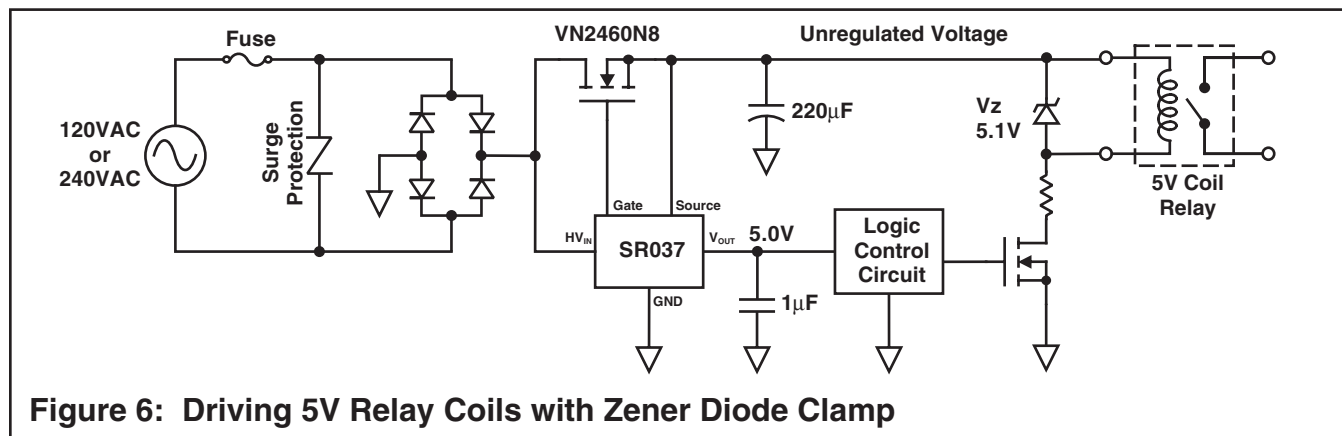 Fuse
VN2460N8
Unregulated Voltage
120VAC
or
240VAC
Surge
Protection
220μF
Vz
5.1V
5V Coil
Relay
Gate
Source
HVIN
SR037
VOUT
5.0V
GND
1μF
Logic
Control
Circuit
Figure 6: Driving 5V Relay Coils with Zener Diode Clamp